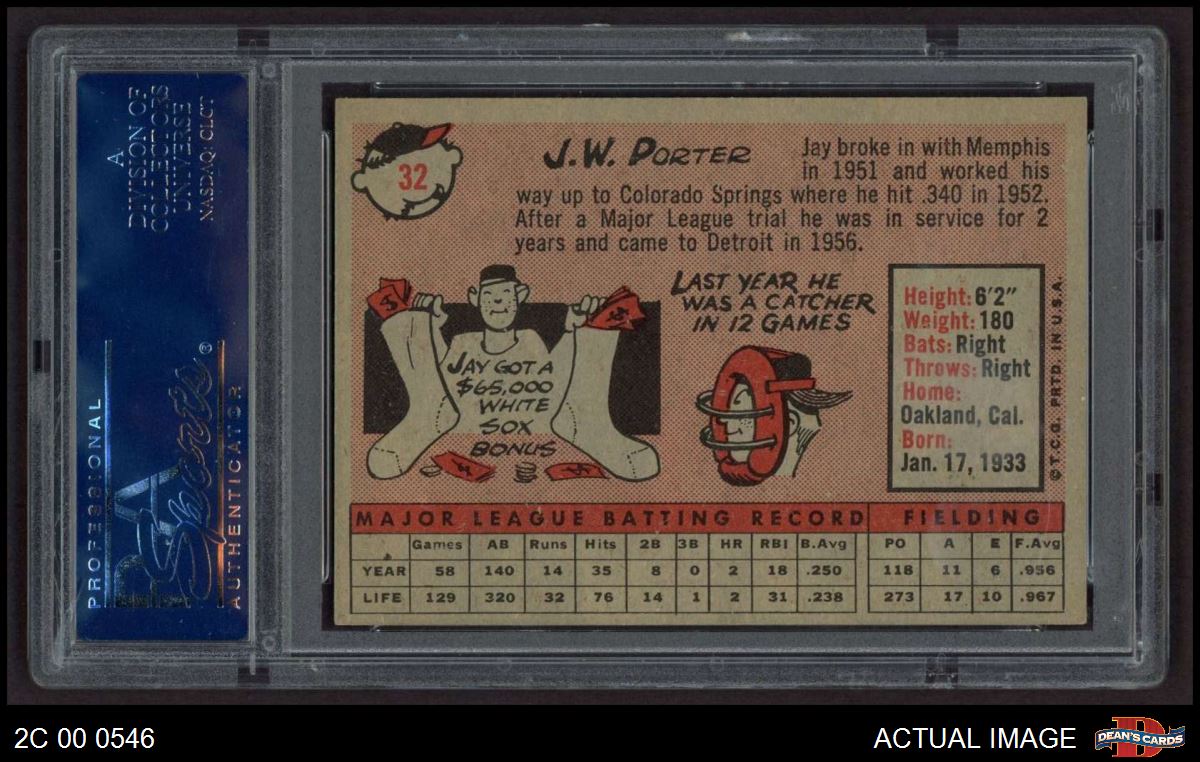 A
DIVISION OF
COLLECTORS
UNIVERSE
NASDAQ: CLCT
PROFESSIONAL
PSA
Sports®
AUTHENTICATOR
32
J.W. PORTER
Jay broke in with Memphis
in 1951 and worked his
way up to Colorado Springs where he hit .340 in 1952.
After a Major League trial he was in service for 2
years and came to Detroit in 1956.
JAY GOT A
$65,000
WHITE
SOX
BONUS
LAST YEAR HE
WAS A CATCHER
IN 12 GAMES
Height: 6'2"
Weight: 180
Bats: Right
Throws: Right
Home:
Oakland, Cal.
Born:
Jan. 17, 1933
©T.C.G. PRTD. IN U.S.A.
MAJOR LEAGUE BATTING RECORD FIELDING
Games AB Runs Hits 2B 3B HR RBI B.Avg PO A E F.Avg
YEAR 58 140 14 35 8 0 2 18 .250 118 11 6 .956
LIFE 129 320 32 76 14 1 2 31 .238 273 17 10 .967
2C 00 0546
ACTUAL IMAGE
D
DEAN'S CARDS